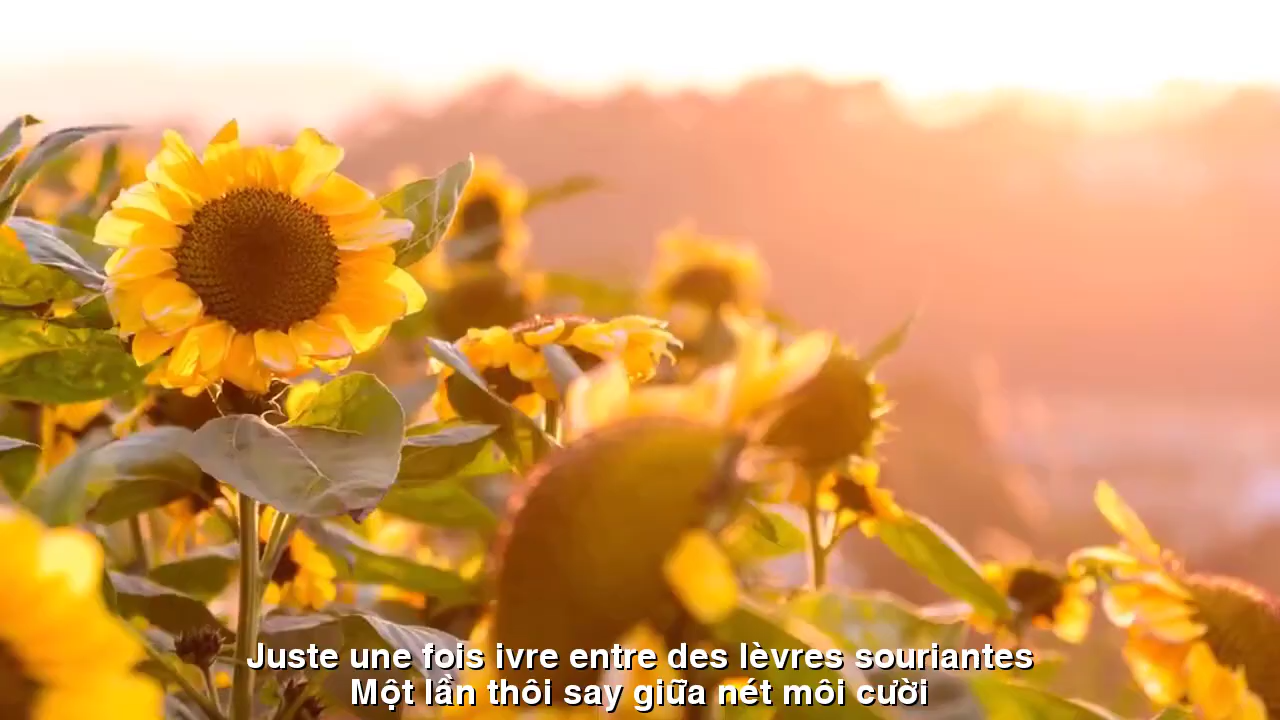 Juste une fois ivre entre des lèvres souriantes
Một lần thôi say giữa nét môi cười